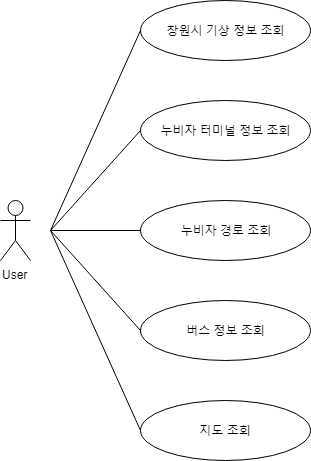 창원시 기상 정보 조회
누비자 터미널 정보 조회
누비자 경로 조회
User
버스 정보 조회
지도 조회